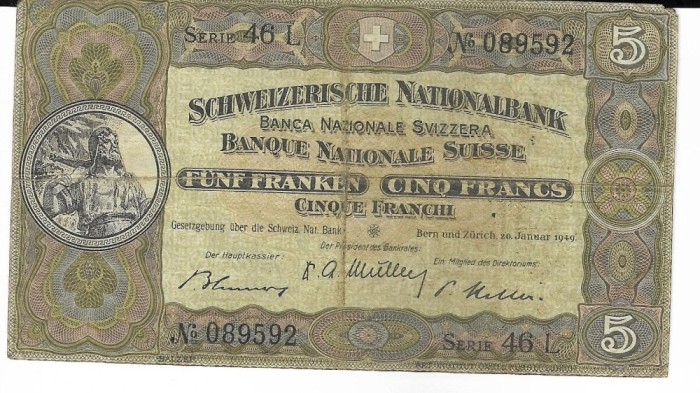 SERIE 46 L No 089592 5
SCHWEIZERISCHE NATIONALBANK
BANCA NAZIONALE SVIZZERA
BANQUE NATIONALE SUISSE
FÜNF FRANKEN CINQ FRANCS
CINQUE FRANCHI
Gesetzgebung über die Schweiz. Nat. Bank. Bern und Zürich, 20. Januar 1949.
Der Hauptkassier Der Präsident des Bankrates. Ein Mitglied des Direktoriums.
No 089592 SERIE 46 L 5
BALZER